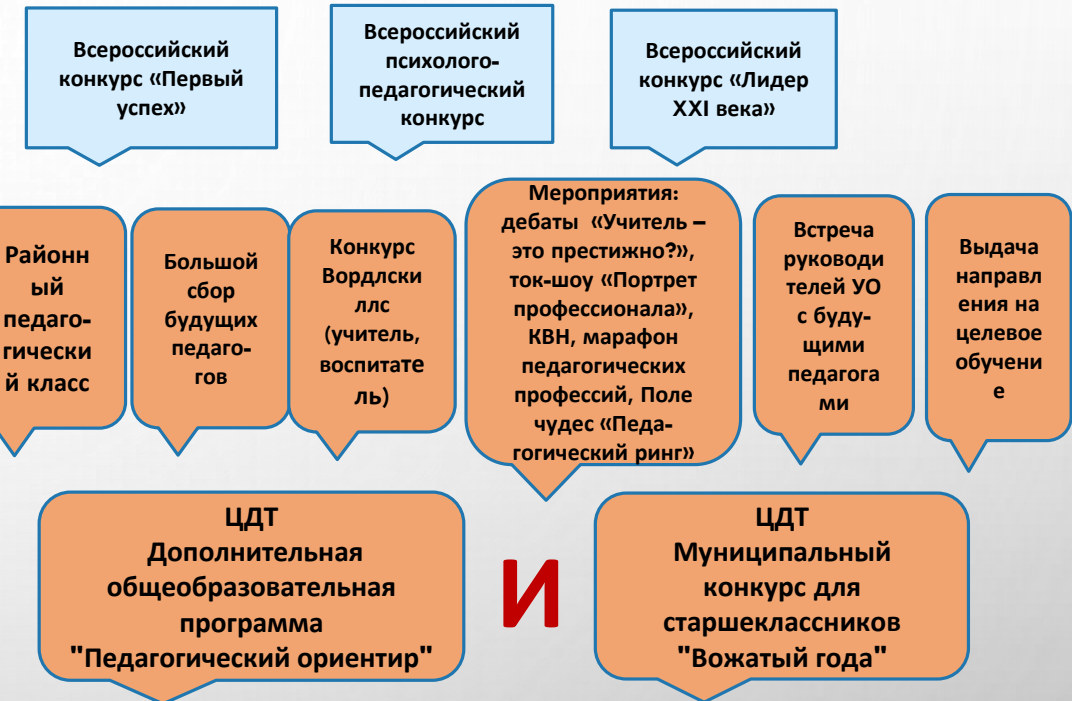 Всероссийский
конкурс «Первый
успех»
Всероссийский
психолого-
педагогический
конкурс
Всероссийский
конкурс «Лидер
XXI века»
Районн
ый
педаго-
гически
й класс
Большой
сбор
будущих
педаго-
гов
Конкурс
Вордлски
ллс
(учитель,
воспитате
ль)
Мероприятия:
дебаты «Учитель –
это престижно?»,
ток-шоу «Портрет
профессионала»,
КВН, марафон
педагогических
профессий, Поле
чудес «Педа-
гогический ринг»
Встреча
руководи
телей УО
с буду-
щими
педагога
ми
Выдача
направл
ения на
целевое
обучени
е
ЦДТ
Дополнительная
общеобразовательная
программа
"Педагогический ориентир"
И
ЦДТ
Муниципальный
конкурс для
старшеклассников
"Вожатый года"